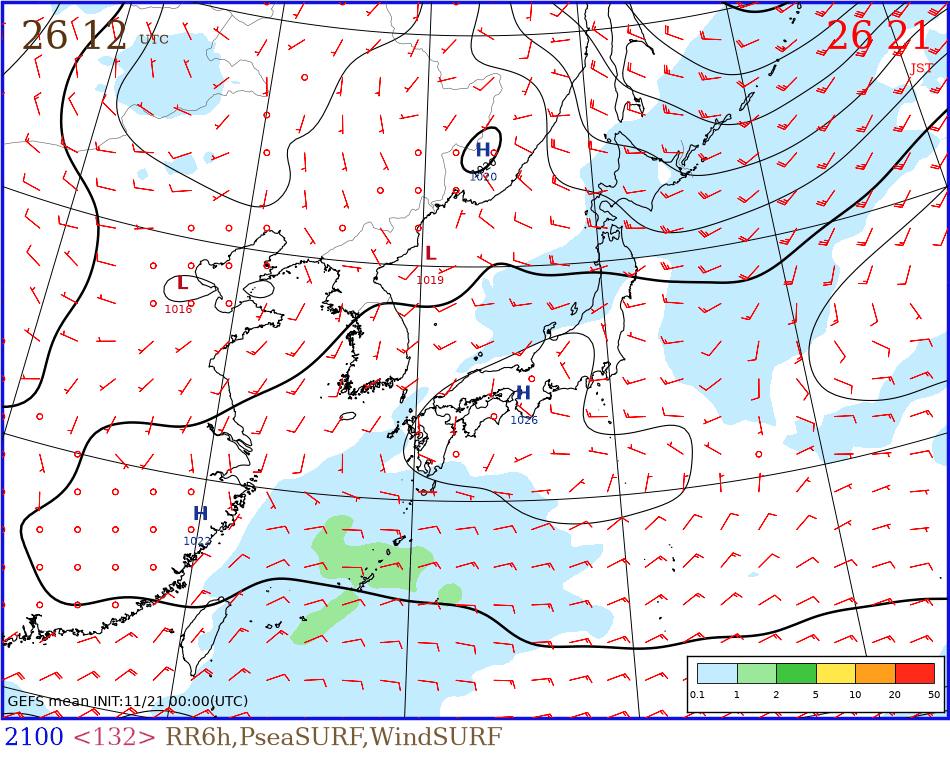 26 12 UTC
26 21
JST
H
1020
1020
L
1019
L
1016
H
1026
H
1022
GEFS mean INIT:11/21 00:00(UTC)
0.1 1 2 5 10 20 50
2100 <132> RR6h,PseaSURF,WindSURF